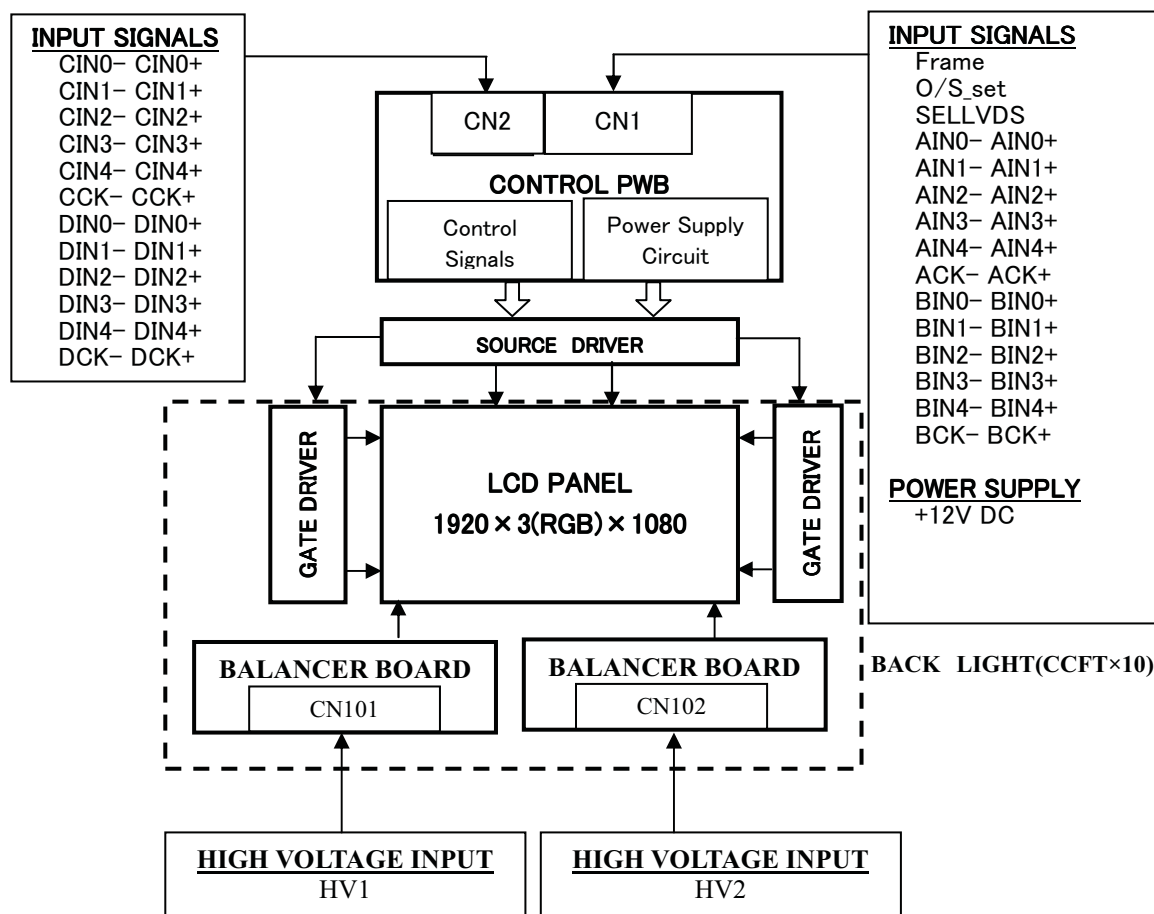 INPUT SIGNALS
CIN0- CIN0+
CIN1- CIN1+
CIN2- CIN2+
CIN3- CIN3+
CIN4- CIN4+
CCK- CCK+
DIN0- DIN0+
DIN1- DIN1+
DIN2- DIN2+
DIN3- DIN3+
DIN4- DIN4+
DCK- DCK+
CN2
CN1
CONTROL PWB
Control
Signals
Power Supply
Circuit
SOURCE DRIVER
GATE DRIVER
LCD PANEL
1920×3(RGB)×1080
GATE DRIVER
BALANCER BOARD
CN101
BALANCER BOARD
CN102
HIGH VOLTAGE INPUT
HV1
HIGH VOLTAGE INPUT
HV2
INPUT SIGNALS
Frame
O/S_set
SELLVDS
AIN0- AIN0+
AIN1- AIN1+
AIN2- AIN2+
AIN3- AIN3+
AIN4- AIN4+
ACK- ACK+
BIN0- BIN0+
BIN1- BIN1+
BIN2- BIN2+
BIN3- BIN3+
BIN4- BIN4+
BCK- BCK+
POWER SUPPLY
+12V DC
BACK LIGHT(CCFT×10)